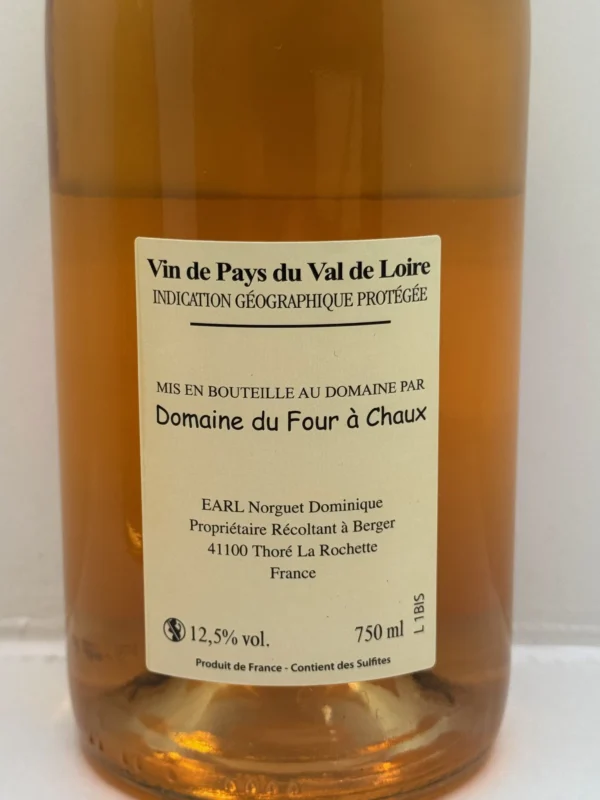 Vin de Pays du Val de Loire
INDICATION GÉOGRAPHIQUE PROTÉGÉE
MIS EN BOUTEILLE AU DOMAINE PAR
Domaine du Four à Chaux
EARL Norguet Dominique
Propriétaire Récoltant à Berger
41100 Thoré La Rochette
France
12,5% vol.
750 ml
L 1BIS
Produit de France - Contient des Sulfites